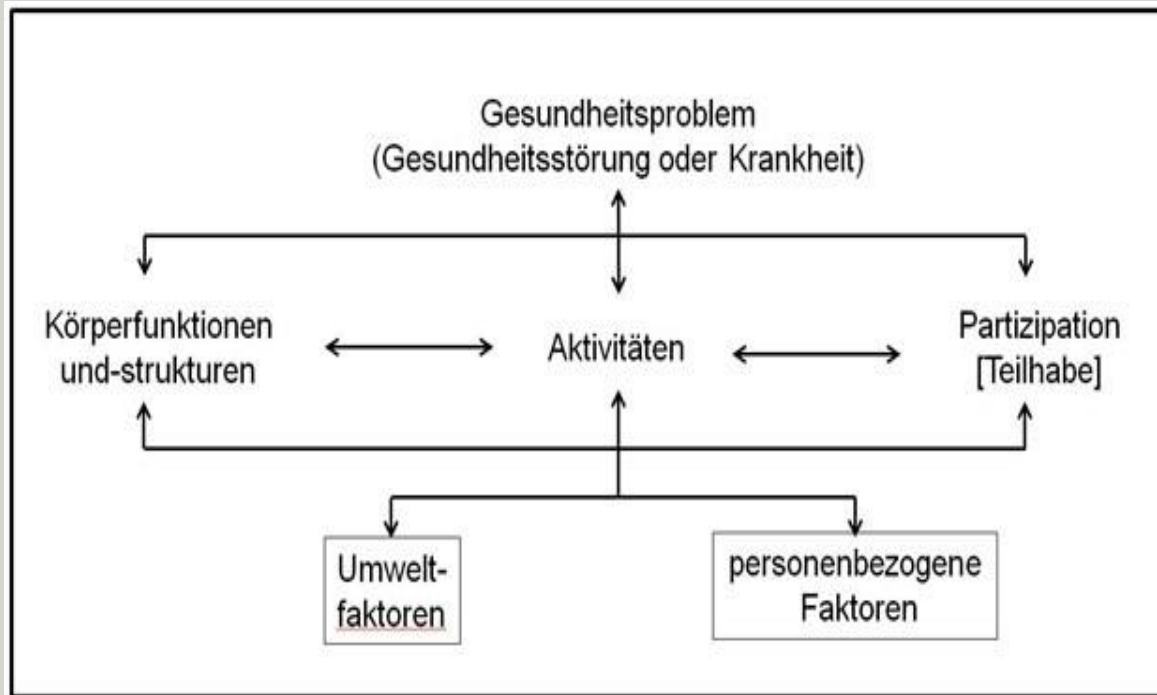 Gesundheitsproblem
(Gesundheitsstörung oder Krankheit)
Körperfunktionen
und-strukturen
Aktivitäten
Partizipation
[Teilhabe]
Umwelt-
faktoren
personenbezogene
Faktoren